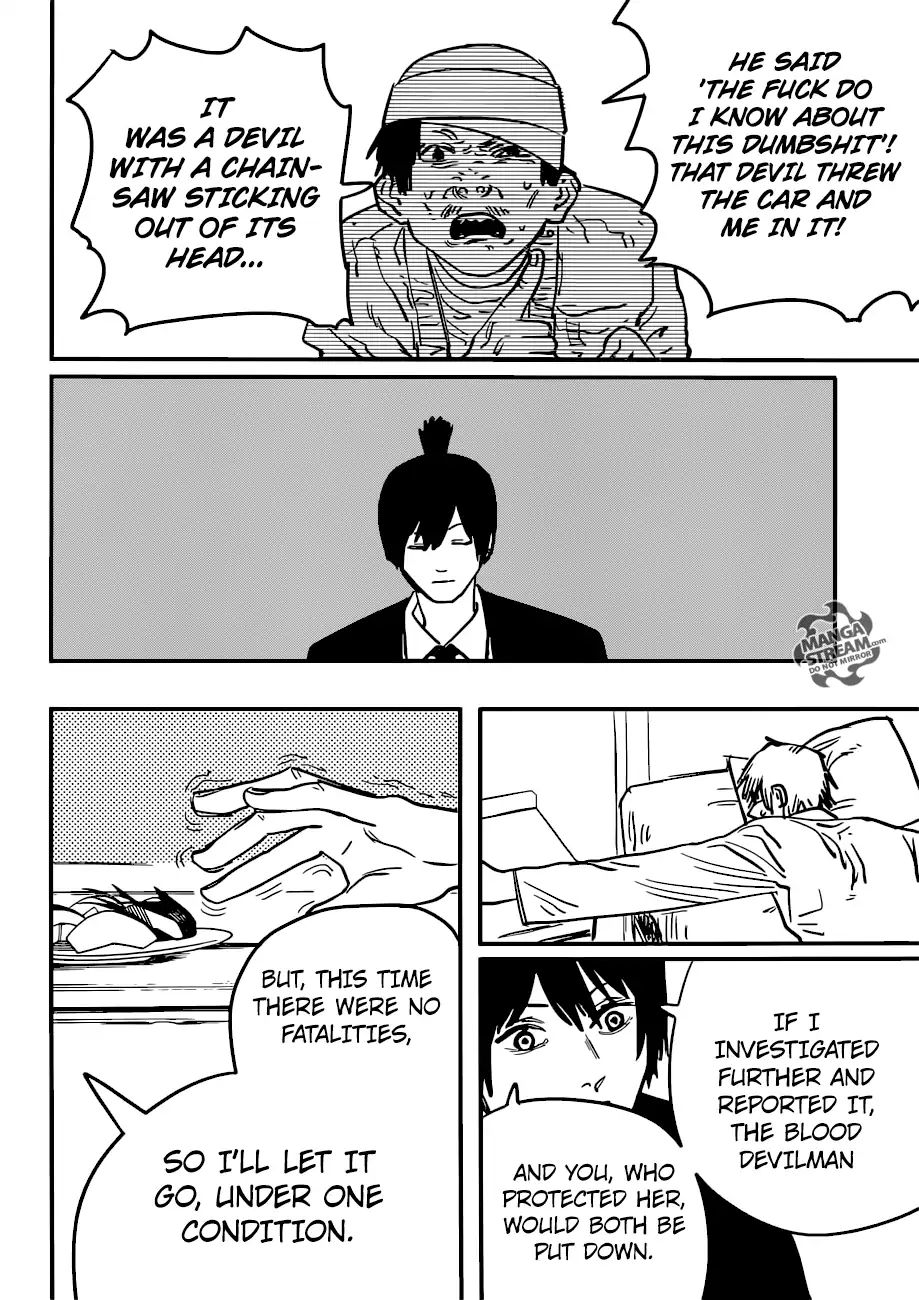 HE SAID
'THE FUCK DO
I KNOW ABOUT
THIS DUMBSHIT'!
THAT DEVIL THREW
THE CAR AND
ME IN IT!
IT
WAS A DEVIL
WITH A CHAIN-
SAW STICKING
OUT OF ITS
HEAD...
MANGA
STREAM.com
DO NOT MIRROR
IF I
INVESTIGATED
FURTHER AND
REPORTED IT,
THE BLOOD
DEVILMAN
AND YOU, WHO
PROTECTED HER,
WOULD BOTH BE
PUT DOWN.
BUT, THIS TIME
THERE WERE NO
FATALITIES,
SO I'LL LET IT
GO, UNDER ONE
CONDITION.